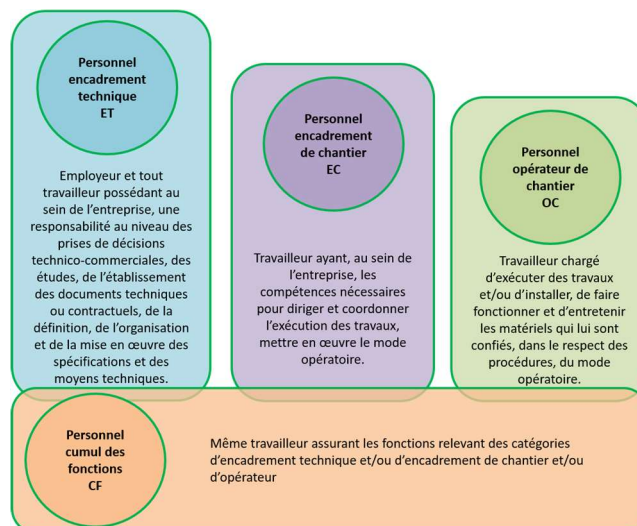 Personnel
encadrement
technique
ET
Employeur et tout
travailleur possédant au
sein de l'entreprise, une
responsabilité au niveau des
prises de décisions
technico-commerciales, des
études, de l'établissement
des documents techniques
ou contractuels, de la
définition, de l'organisation
et de la mise en œuvre des
spécifications et des
moyens techniques.
Personnel
encadrement
de chantier
EC
Travailleur ayant, au sein de
l'entreprise, les
compétences nécessaires
pour diriger et coordonner
l'exécution des travaux,
mettre en œuvre le mode
opératoire.
Personnel
opérateur de
chantier
OC
Travailleur chargé
d'exécuter des travaux
et/ou d'installer, de faire
fonctionner et d'entretenir
les matériels qui lui sont
confiés, dans le respect des
procédures, du mode
opératoire.
Personnel
cumul des
fonctions
CF
Même travailleur assurant les fonctions relevant des catégories
d'encadrement technique et/ou d'encadrement de chantier et/ou
d'opérateur